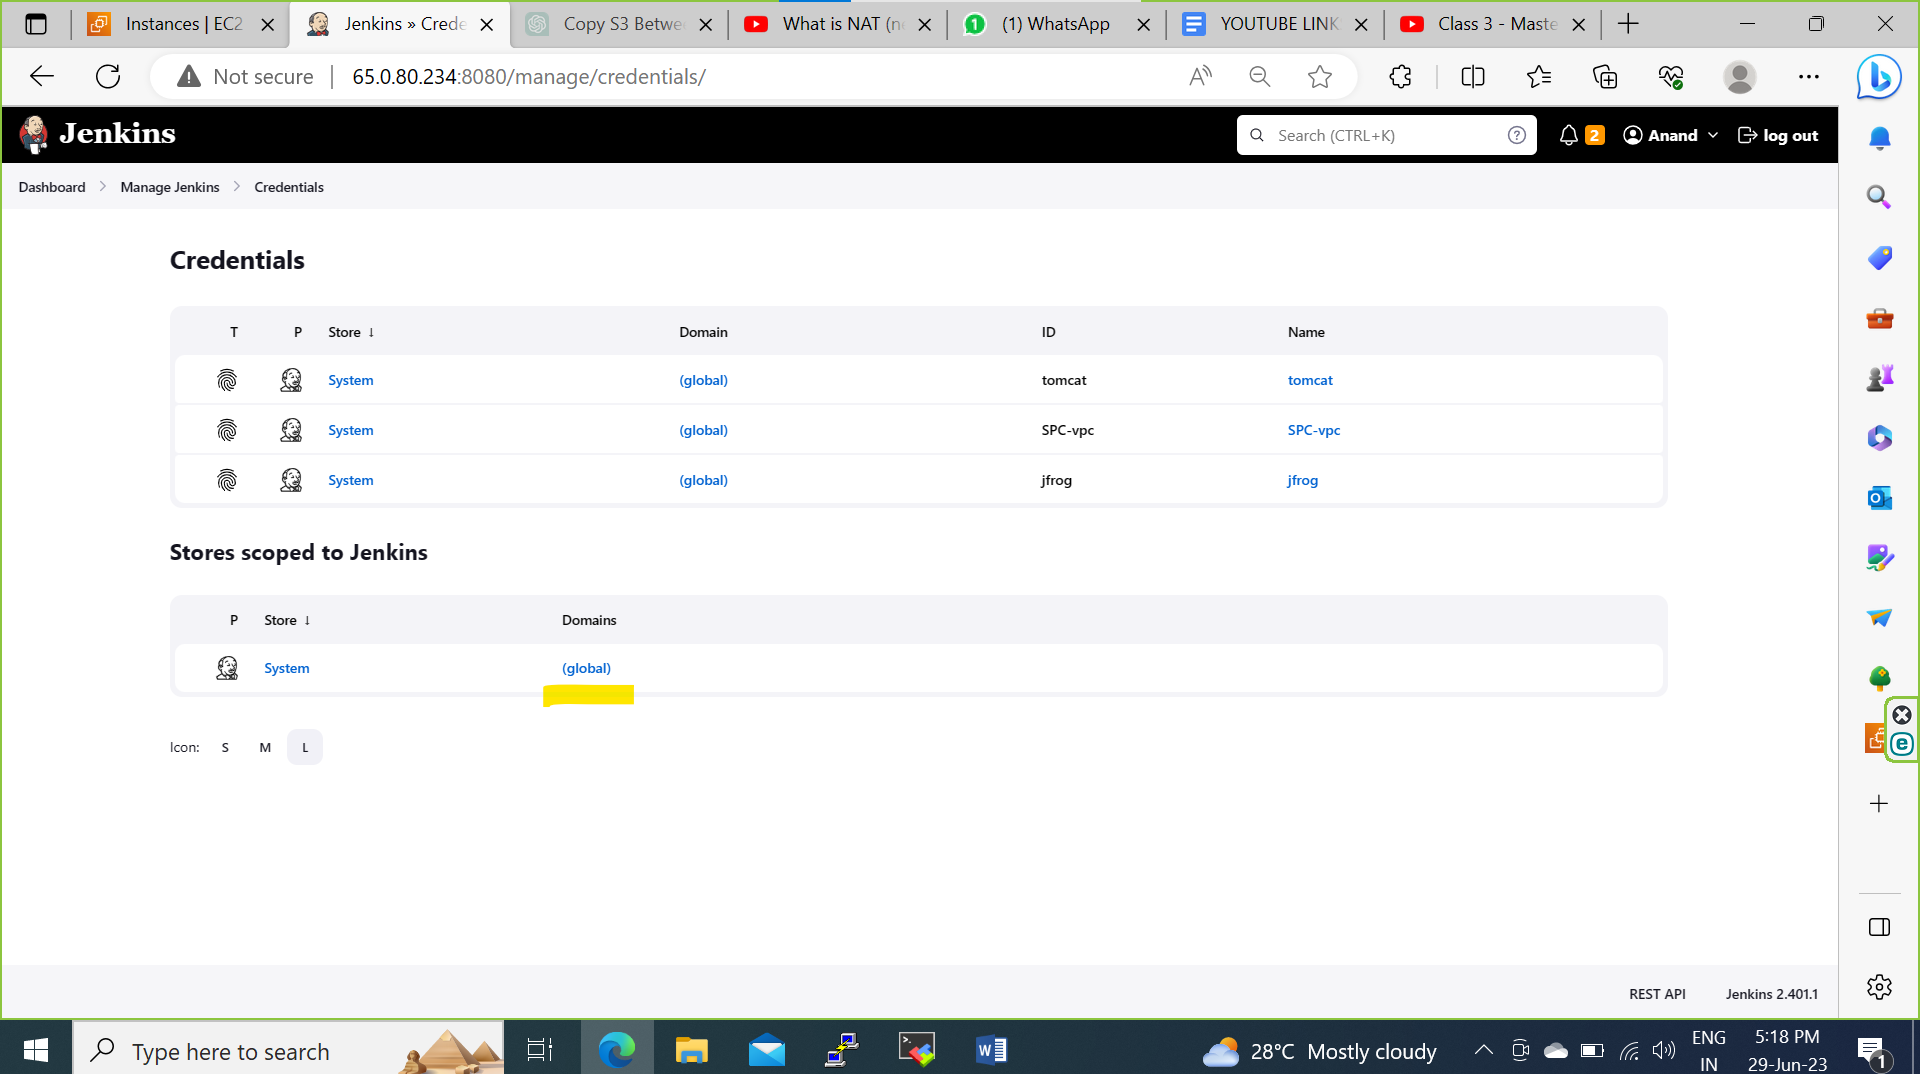 Instances | EC2
Jenkins » Crede
Copy S3 Betwe
What is NAT (n
(1) WhatsApp
YOUTUBE LINK
Class 3 - Maste
Not secure
65.0.80.234:8080/manage/credentials/
Jenkins
Search (CTRL+K)
2
Anand
log out
Dashboard
Manage Jenkins
Credentials
Credentials
T P Store ↓ Domain ID Name
System (global) tomcat tomcat
System (global) SPC-vpc SPC-vpc
System (global) jfrog jfrog
Stores scoped to Jenkins
P Store ↓ Domains
System (global)
Icon: S M L
REST API Jenkins 2.401.1
Type here to search
28°C Mostly cloudy
ENG
IN
5:18 PM
29-Jun-23
1